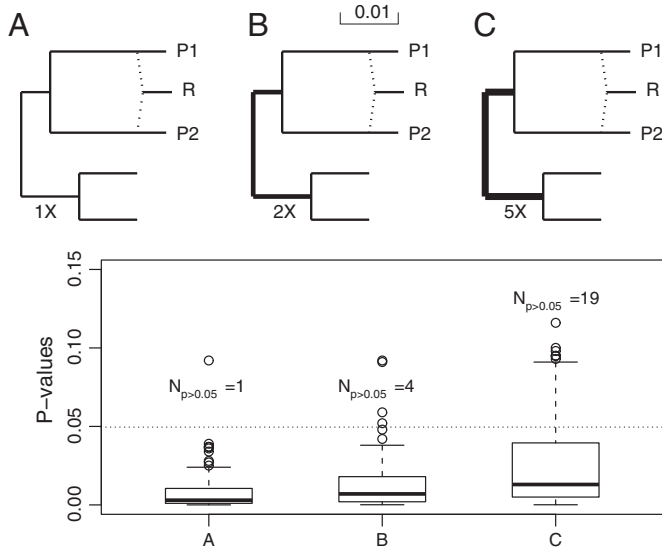 A
B
0.01
C
P1
R
P2
1X
P1
R
P2
2X
P1
R
P2
5X
P-values
0.15
0.10
0.05
0.00
N p>0.05 =1
N p>0.05 =4
N p>0.05 =19
A
B
C